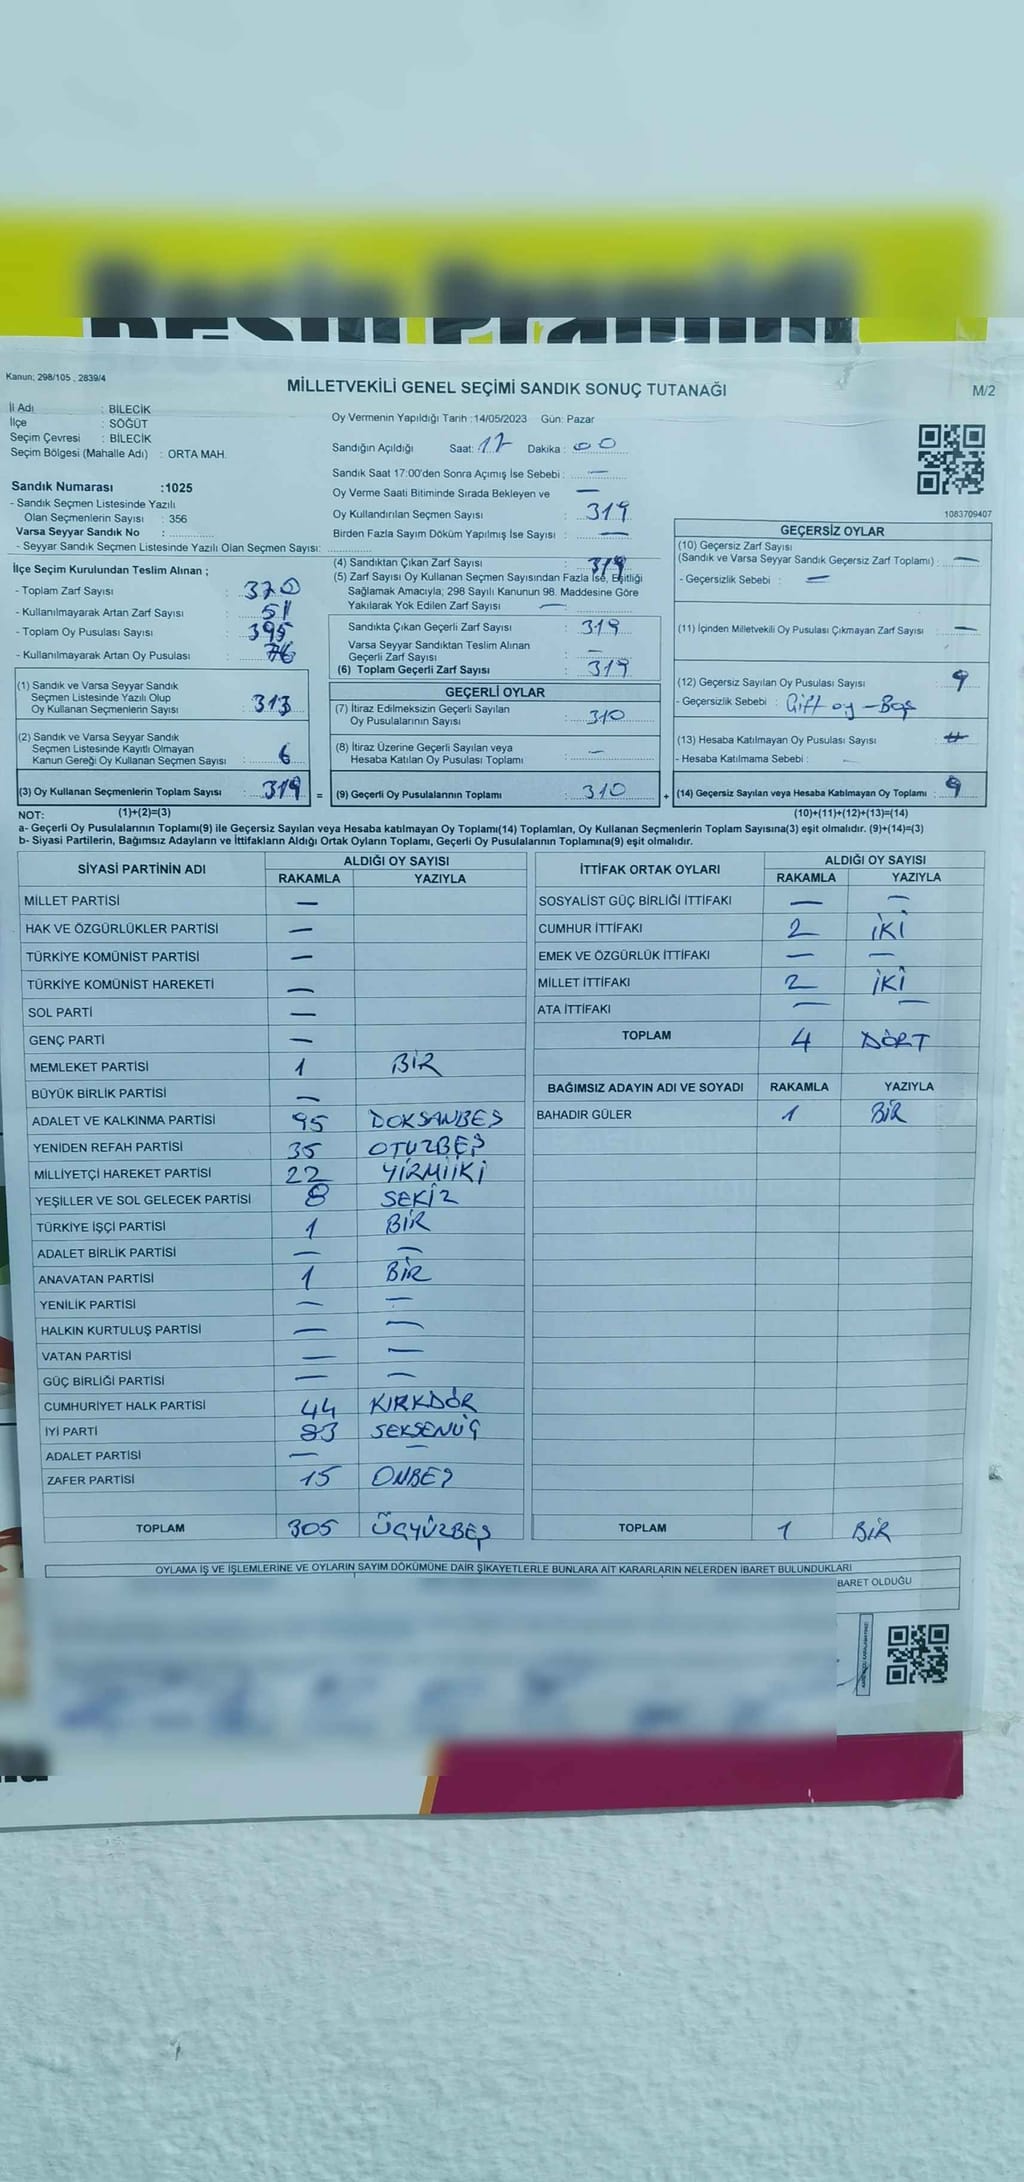 Kanun; 298/105 , 2839/4
MİLLETVEKİLİ GENEL SEÇİMİ SANDIK SONUÇ TUTANAĞI
M/2
İl Adı : BİLECİK
İlçe : SÖĞÜT
Seçim Çevresi : BİLECİK
Seçim Bölgesi (Mahalle Adı) : ORTA MAH.
Sandık Numarası :1025
- Sandık Seçmen Listesinde Yazılı
Olan Seçmenlerin Sayısı : 356
Varsa Seyyar Sandık No :
- Seyyar Sandık Seçmen Listesinde Yazılı Olan Seçmen Sayısı:
İlçe Seçim Kurulundan Teslim Alınan ;
- Toplam Zarf Sayısı : 370
- Kullanılmayarak Artan Zarf Sayısı : 51
- Toplam Oy Pusulası Sayısı : 395
- Kullanılmayarak Artan Oy Pusulası : 76
Oy Vermenin Yapıldığı Tarih :14/05/2023 Gün: Pazar
Sandığın Açıldığı Saat: 17 Dakika : 00
Sandık Saat 17:00'den Sonra Açımış İse Sebebi : —
Oy Verme Saati Bitiminde Sırada Bekleyen ve —
Oy Kullandırılan Seçmen Sayısı : 319
Birden Fazla Sayım Döküm Yapılmış İse Sayısı : —
(4) Sandıktan Çıkan Zarf Sayısı : 319
(5) Zarf Sayısı Oy Kullanan Seçmen Sayısından Fazla İse, Eşitliği
Sağlamak Amacıyla; 298 Sayılı Kanunun 98. Maddesine Göre
Yakılarak Yok Edilen Zarf Sayısı —
Sandıkta Çıkan Geçerli Zarf Sayısı : 319
Varsa Seyyar Sandıktan Teslim Alınan
Geçerli Zarf Sayısı : —
(6) Toplam Geçerli Zarf Sayısı : 319
1083709407
GEÇERSİZ OYLAR
(10) Geçersiz Zarf Sayısı
(Sandık ve Varsa Seyyar Sandık Geçersiz Zarf Toplamı) : —
- Geçersizlik Sebebi : —
(11) İçinden Milletvekili Oy Pusulası Çıkmayan Zarf Sayısı : —
(12) Geçersiz Sayılan Oy Pusulası Sayısı : 9
- Geçersizlik Sebebi : Çift oy – Boş
(13) Hesaba Katılmayan Oy Pusulası Sayısı :
- Hesaba Katılmama Sebebi : —
(14) Geçersiz Sayılan veya Hesaba Katılmayan Oy Toplamı : 9
(10)+(11)+(12)+(13)=(14)
(1) Sandık ve Varsa Seyyar Sandık
Seçmen Listesinde Yazılı Olup
Oy Kullanan Seçmenlerin Sayısı : 313
(2) Sandık ve Varsa Seyyar Sandık
Seçmen Listesinde Kayıtlı Olmayan
Kanun Gereği Oy Kullanan Seçmen Sayısı : 6
(3) Oy Kullanan Seçmenlerin Toplam Sayısı : 319 =
GEÇERLİ OYLAR
(7) İtiraz Edilmeksizin Geçerli Sayılan
Oy Pusulalarının Sayısı : 310
(8) İtiraz Üzerine Geçerli Sayılan veya
Hesaba Katılan Oy Pusulası Toplamı : —
(9) Geçerli Oy Pusulalarının Toplamı : 310 +
NOT: (1)+(2)=(3)
a- Geçerli Oy Pusulalarının Toplamı(9) ile Geçersiz Sayılan veya Hesaba katılmayan Oy Toplamı(14) Toplamları, Oy Kullanan Seçmenlerin Toplam Sayısına(3) eşit olmalıdır. (9)+(14)=(3)
b- Siyasi Partilerin, Bağımsız Adayların ve İttifakların Aldığı Ortak Oyların Toplamı, Geçerli Oy Pusulalarının Toplamına(9) eşit olmalıdır.
SİYASİ PARTİNİN ADI ALDIĞI OY SAYISI
RAKAMLA YAZIYLA
MİLLET PARTİSİ —
HAK VE ÖZGÜRLÜKLER PARTİSİ —
TÜRKİYE KOMÜNİST PARTİSİ —
TÜRKİYE KOMÜNİST HAREKETİ —
SOL PARTİ —
GENÇ PARTİ —
MEMLEKET PARTİSİ 1 BİR
BÜYÜK BİRLİK PARTİSİ —
ADALET VE KALKINMA PARTİSİ 95 DOKSANBEŞ
YENİDEN REFAH PARTİSİ 35 OTUZBEŞ
MİLLİYETÇİ HAREKET PARTİSİ 22 YİRMİİKİ
YEŞİLLER VE SOL GELECEK PARTİSİ 8 SEKİZ
TÜRKİYE İŞÇİ PARTİSİ 1 BİR
ADALET BİRLİK PARTİSİ — —
ANAVATAN PARTİSİ 1 BİR
YENİLİK PARTİSİ — —
HALKIN KURTULUŞ PARTİSİ — —
VATAN PARTİSİ — —
GÜÇ BİRLİĞİ PARTİSİ — —
CUMHURİYET HALK PARTİSİ 44 KIRKDÖR
İYİ PARTİ 83 SEKSENÜÇ
ADALET PARTİSİ — —
ZAFER PARTİSİ 15 ONBEŞ
TOPLAM 305 ÜÇYÜZBEŞ
İTTİFAK ORTAK OYLARI ALDIĞI OY SAYISI
RAKAMLA YAZIYLA
SOSYALİST GÜÇ BİRLİĞİ İTTİFAKI — —
CUMHUR İTTİFAKI 2 İKİ
EMEK VE ÖZGÜRLÜK İTTİFAKI — —
MİLLET İTTİFAKI 2 İKİ
ATA İTTİFAKI — —
TOPLAM 4 DÖRT
BAĞIMSIZ ADAYIN ADI VE SOYADI RAKAMLA YAZIYLA
BAHADIR GÜLER 1 BİR
TOPLAM 1 BİR
OYLAMA İŞ VE İŞLEMLERİNE VE OYLARIN SAYIM DÖKÜMÜNE DAİR ŞİKAYETLERLE BUNLARA AİT KARARLARIN NELERDEN İBARET BULUNDUKLARI
BARET OLDUĞU